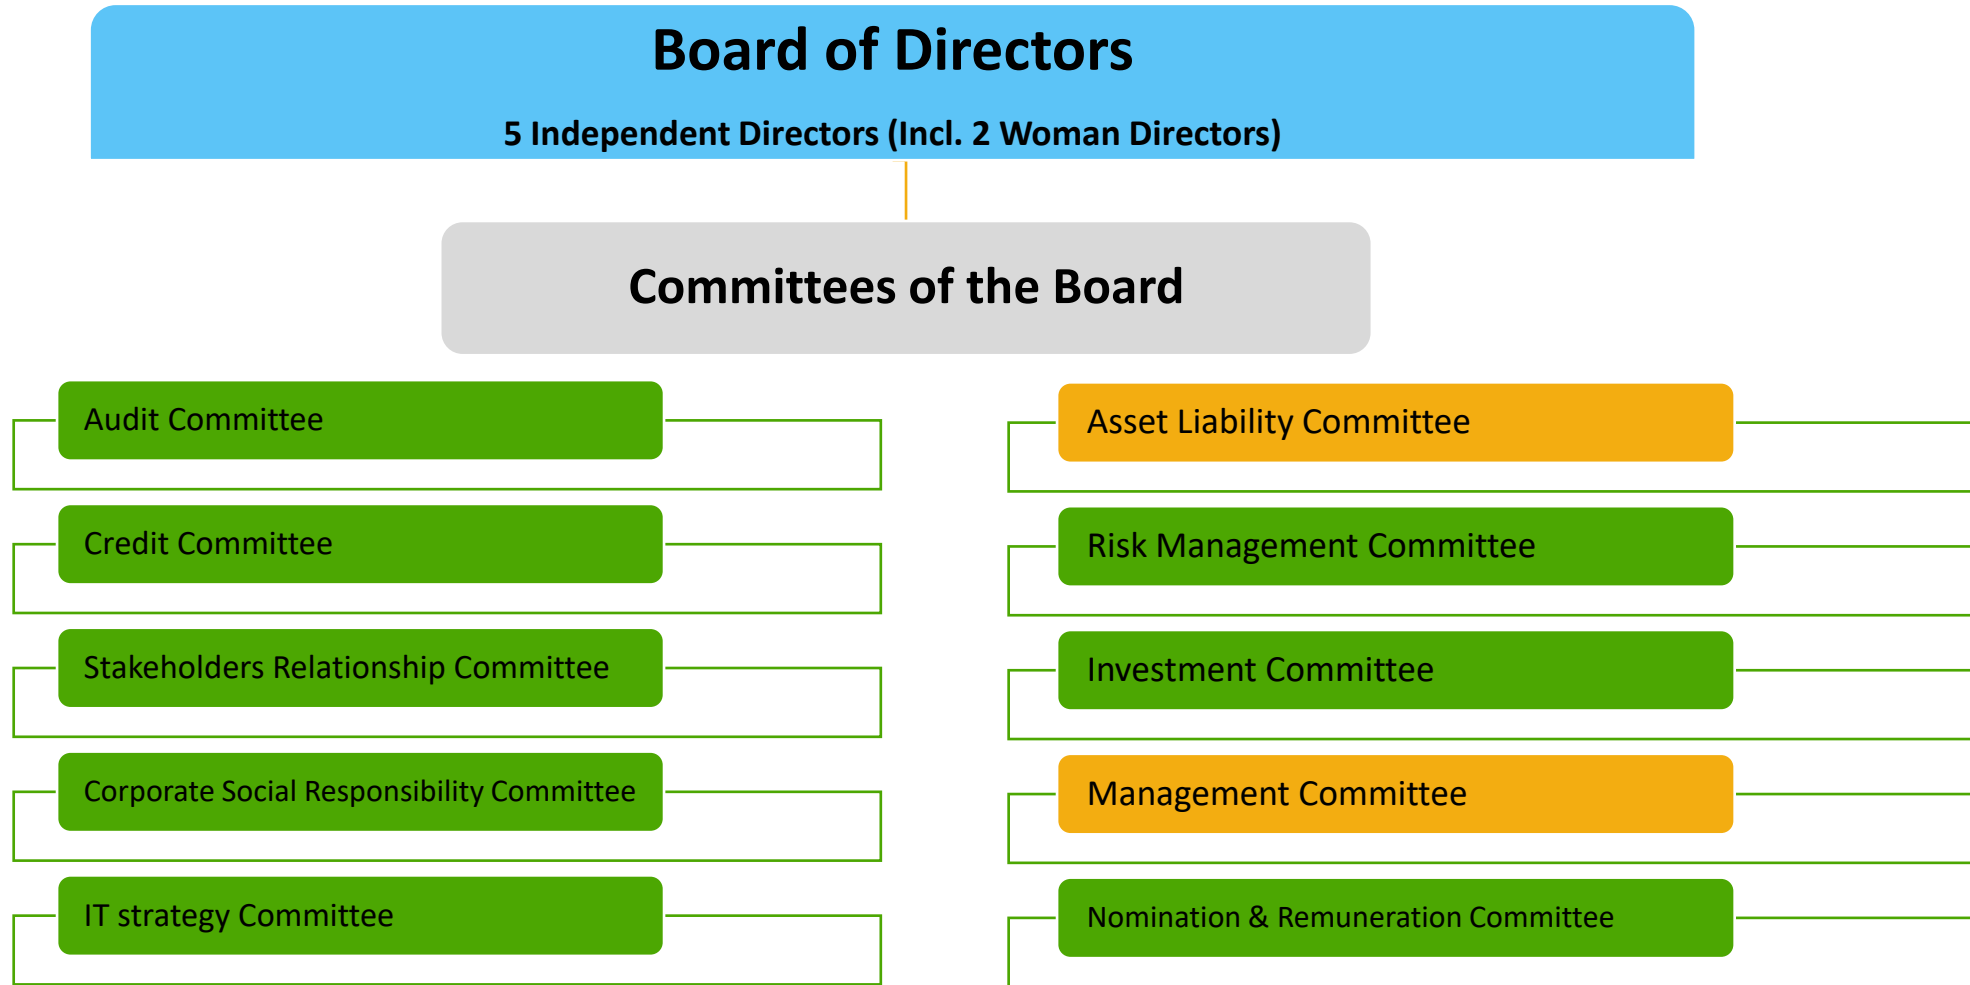 Board of Directors
5 Independent Directors (Incl. 2 Woman Directors)
Committees of the Board
Audit Committee
Credit Committee
Stakeholders Relationship Committee
Corporate Social Responsibility Committee
IT strategy Committee
Asset Liability Committee
Risk Management Committee
Investment Committee
Management Committee
Nomination & Remuneration Committee